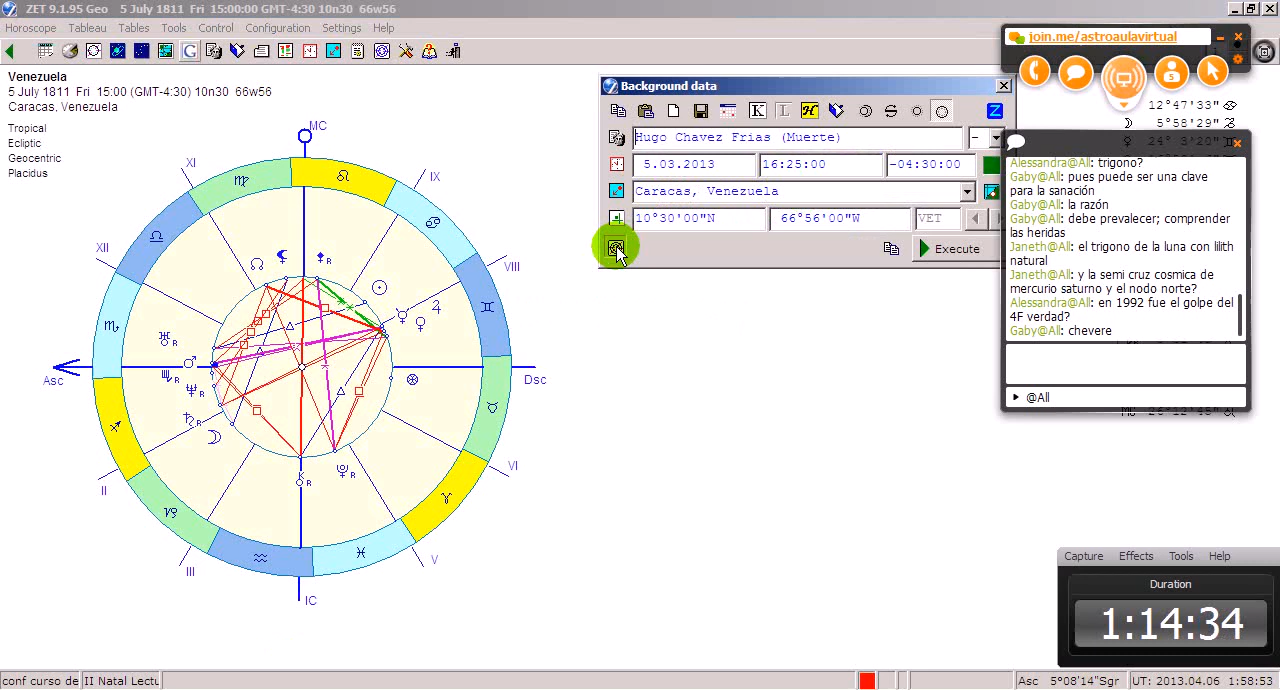 ZET 9.1.95 Geo    5 July 1811  Fri  15:00:00 GMT-4:30 10n30  66w56
Horoscope Tableau Tables Tools Control Configuration Settings Help
Venezuela
5 July 1811  Fri  15:00 (GMT-4:30) 10n30  66w56
Caracas, Venezuela
Tropical
Ecliptic
Geocentric
Placidus
MC
XI
IX
XII
VIII
Asc
Dsc
II
VI
III
V
IC
R
R
R
R
R
R
Background data
K L H Z
Hugo Chavez Frias (Muerte)
5.03.2013 16:25:00 -04:30:00
Caracas, Venezuela
10°30'00"N 66°56'00"W VET
Execute
join.me/astroaulavirtual
5
12°47'33"
5°58'29"
24° 3'20"
Alessandra@All: trigono?
Gaby@All: pues puede ser una clave
para la sanación
Gaby@All: la razón
Gaby@All: debe prevalecer; comprender
las heridas
Janeth@All: el trigono de la luna con lilith
natural
Janeth@All: y la semi cruz cosmica de
mercurio saturno y el nodo norte?
Alessandra@All: en 1992 fue el golpe del
4F verdad?
Gaby@All: chevere
@All
Capture Effects Tools Help
Duration
1:14:34
conf curso de II Natal Lectu Asc 5°08'14"Sgr UT: 2013.04.06 1:58:53